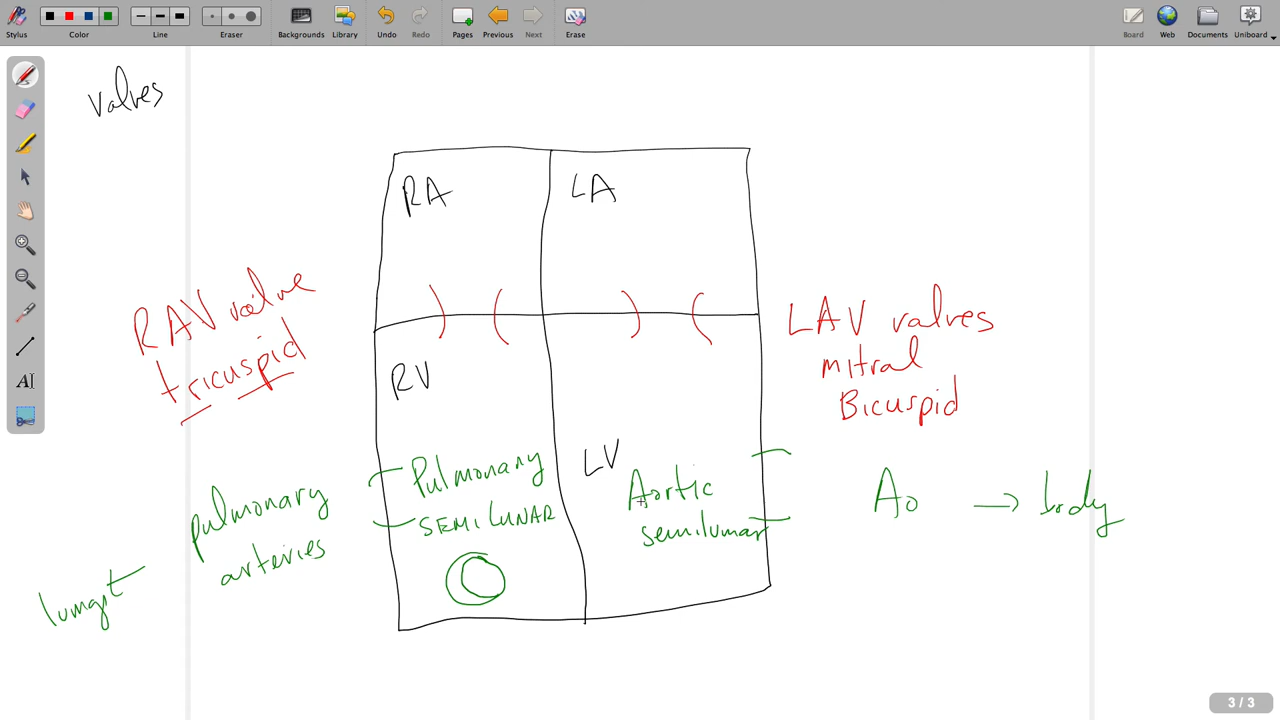 Stylus
Color
Line
Eraser
Backgrounds
Library
Undo
Redo
Pages
Previous
Next
Erase
Board
Web
Documents
Uniboard
valves
RA
LA
RAV valve
tricuspid
LAV valves
mitral
Bicuspid
RV
LV
Pulmonary
SEMILUNAR
Aortic
semilunar
pulmonary
arteries
Ao → body
3 / 3